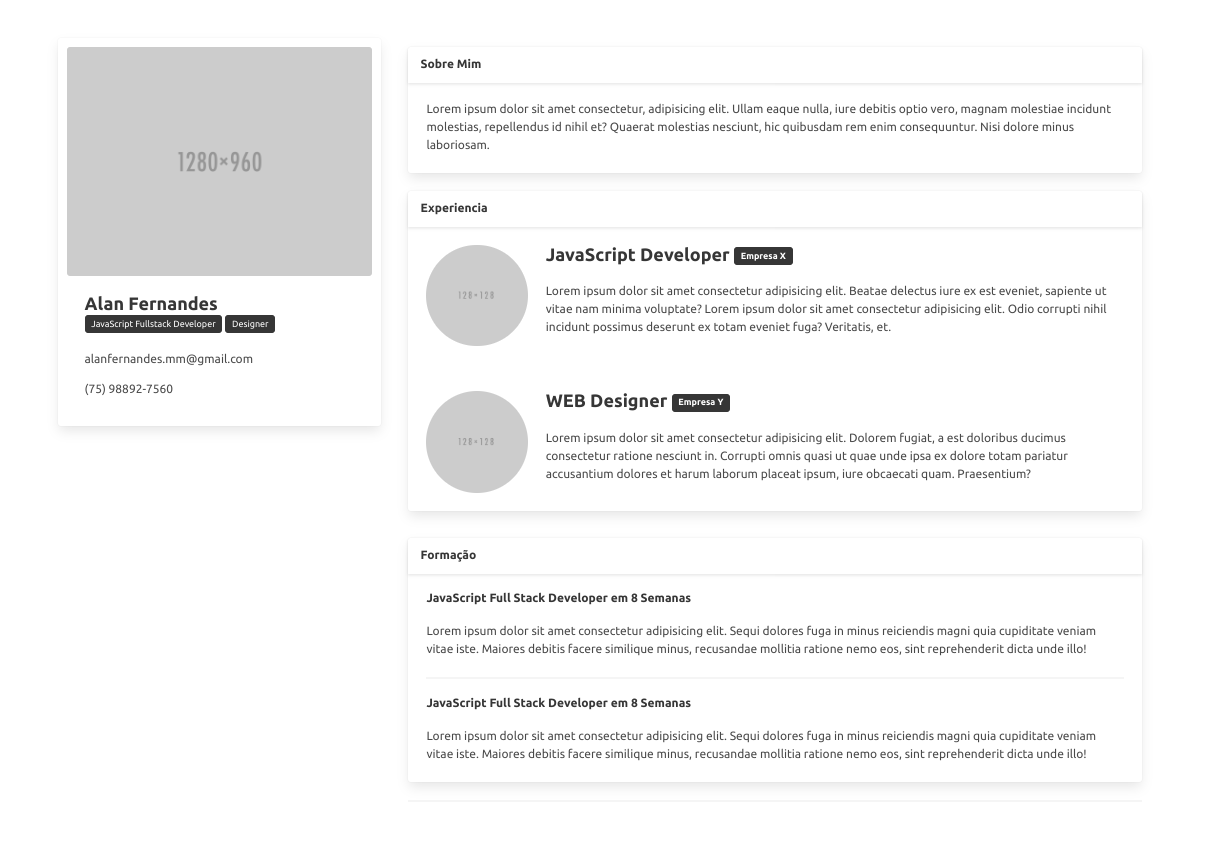 1280×960
Alan Fernandes
JavaScript Fullstack Developer Designer
alanfernandes.mm@gmail.com
(75) 98892-7560
Sobre Mim
Lorem ipsum dolor sit amet consectetur, adipisicing elit. Ullam eaque nulla, iure debitis optio vero, magnam molestiae incidunt
molestias, repellendus id nihil et? Quaerat molestias nesciunt, hic quibusdam rem enim consequuntur. Nisi dolore minus
laboriosam.
Experiencia
128×128
JavaScript Developer Empresa X
Lorem ipsum dolor sit amet consectetur adipisicing elit. Beatae delectus iure ex est eveniet, sapiente ut
vitae nam minima voluptate? Lorem ipsum dolor sit amet consectetur adipisicing elit. Odio corrupti nihil
incidunt possimus deserunt ex totam eveniet fuga? Veritatis, et.
128×128
WEB Designer Empresa Y
Lorem ipsum dolor sit amet consectetur adipisicing elit. Dolorem fugiat, a est doloribus ducimus
consectetur ratione nesciunt in. Corrupti omnis quasi ut quae unde ipsa ex dolore totam pariatur
accusantium dolores et harum laborum placeat ipsum, iure obcaecati quam. Praesentium?
Formação
JavaScript Full Stack Developer em 8 Semanas
Lorem ipsum dolor sit amet consectetur adipisicing elit. Sequi dolores fuga in minus reiciendis magni quia cupiditate veniam
vitae iste. Maiores debitis facere similique minus, recusandae mollitia ratione nemo eos, sint reprehenderit dicta unde illo!
JavaScript Full Stack Developer em 8 Semanas
Lorem ipsum dolor sit amet consectetur adipisicing elit. Sequi dolores fuga in minus reiciendis magni quia cupiditate veniam
vitae iste. Maiores debitis facere similique minus, recusandae mollitia ratione nemo eos, sint reprehenderit dicta unde illo!